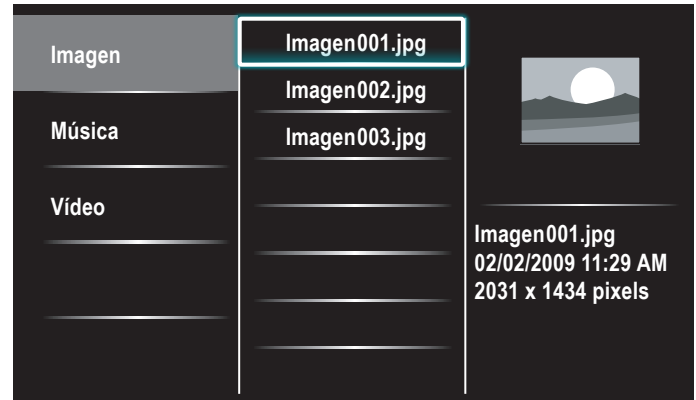 Imagen
Música
Vídeo
Imagen001.jpg
Imagen002.jpg
Imagen003.jpg
Imagen001.jpg
02/02/2009 11:29 AM
2031 x 1434 pixels